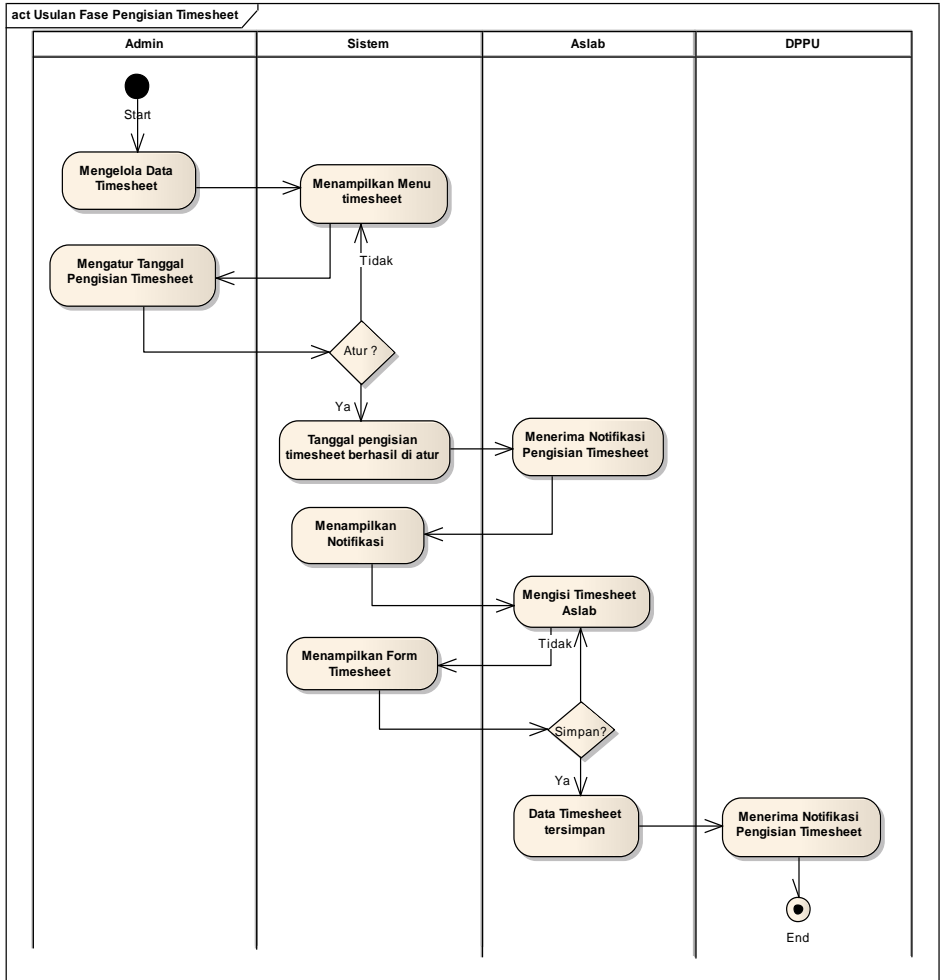 act Usulan Fase Pengisian Timesheet
Admin
Sistem
Aslab
DPPU
Start
Mengelola Data
Timesheet
Menampilkan Menu
timesheet
Mengatur Tanggal
Pengisian Timesheet
Tidak
Atur ?
Ya
Tanggal pengisian
timesheet berhasil di atur
Menerima Notifikasi
Pengisian Timesheet
Menampilkan
Notifikasi
Mengisi Timesheet
Aslab
Tidak
Menampilkan Form
Timesheet
Simpan?
Ya
Data Timesheet
tersimpan
Menerima Notifikasi
Pengisian Timesheet
End